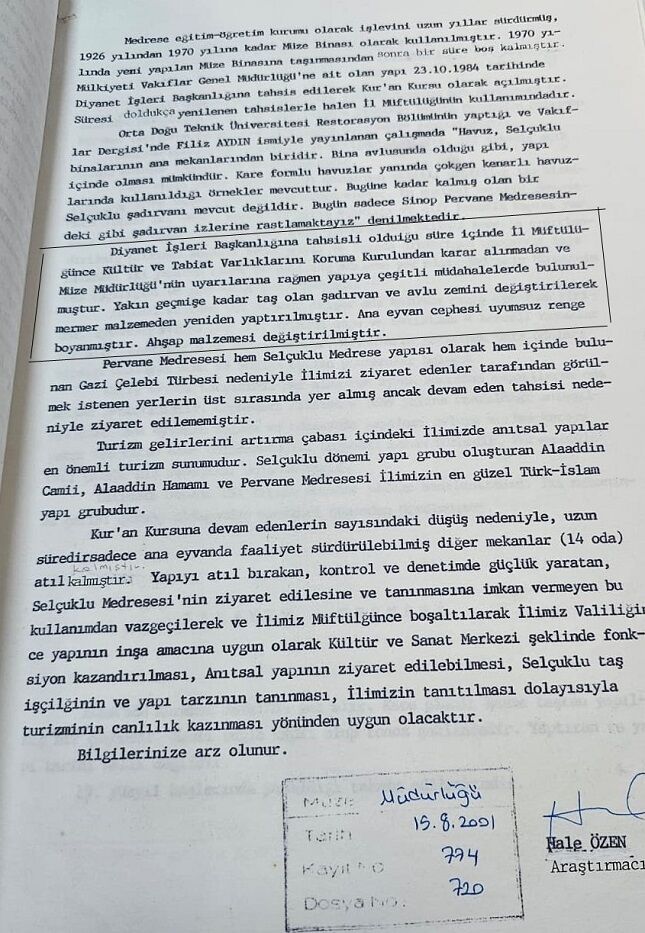 Medrese eğitim-öğretim kurumu olarak işlevini uzun yıllar sürdürmüş,
1926 yılından 1970 yılına kadar Müze Binası olarak kullanılmıştır. 1970 yı-
lında yeni yapılan Müze Binasına taşınmasından sonra bir süre boş kalmıştır.
Mülkiyeti Vakıflar Genel Müdürlüğü'ne ait olan yapı 23.10.1984 tarihinde
Diyanet İşleri Başkanlığına tahsis edilerek Kur'an Kursu olarak açılmıştır.
Süresi doldukça yenilenen tahsislerle halen İl Müftülüğünün kullanımındadır.
Orta Doğu Teknik Üniversitesi Restorasyon Bölümünün yaptığı ve Vakıf-
lar Dergisi'nde Filiz AYDIN ismiyle yayınlanan çalışmada "Havuz, Selçuklu
binalarının ana mekanlarından biridir. Bina avlusunda olduğu gibi, yapı
içinde olması mümkündür. Kare formlu havuzlar yanında çokgen kenarlı havuz-
larında kullanıldığı örnekler mevcuttur. Bugüne kadar kalmış olan bir
Selçuklu şadırvanı mevcut değildir. Bugün sadece Sinop Pervane Medresesin-
deki gibi şadırvan izlerine rastlamaktayız" denilmektedir.
Diyanet İşleri Başkanlığına tahsisli olduiğu süre içinde İl Müftülü-
ğünce Kültür ve Tabiat Varlıklarını Koruma Kurulundan karar alınmadan ve
Müze Müdürlüğü'nün uyarılarına rağmen yapıya çeşitli müdahalelerde bulunul-
muştur. Yakın geçmişe kadar taş olan şadırvan ve avlu zemini değiştirilerek
mermer malzemeden yeniden yaptırılmıştır. Ana eyvan cephesi uyumsuz renge
boyanmıştır. Ahşap malzemesi değiştirilmiştir.
Pervane Medresesi hem Selçuklu Medrese yapısı olarak hem içinde bulu-
nan Gazi Çelebi Türbesi nedeniyle İlimizi ziyaret edenler tarafından görül-
mek istenen yerlerin üst sırasında yer almış ancak devam eden tahsisi nede-
niyle ziyaret edilememiştir.
Turizm gelirlerini artırma çabası içindeki İlimizde anıtsal yapılar
en önemli turizm sunumudur. Selçuklu dönemi yapı grubu oluşturan Alaaddin
Camii, Alaaddin Hamamı ve Pervane Medresesi İlimizin en güzel Türk-İslam
yapı grubudur.
Kur'an Kursuna devam edenlerin sayısındaki düşüş nedeniyle, uzun
süredirsadece ana eyvanda faaliyet sürdürülebilmiş diğer mekanlar (14 oda)
kalmıştır.
atıl kalmıştır. Yapıyı atıl bırakan, kontrol ve denetimde güçlük yaratan,
Selçuklu Medresesi'nin ziyaret edilesine ve tanınmasına imkan vermeyen bu
kullanımdan vazgeçilerek ve İlimiz Müftülğünce boşaltılarak İlimiz Valiliğin
ce yapının inşa amacına uygun olarak Kültür ve Sanat Merkezi şeklinde fonk-
siyon kazandırılması, Anıtsal yapının ziyaret edilebilmesi, Selçuklu taş
işçilğinin ve yapı tarzının tanınması, İlimizin tanıtılması dolayısıyla
turizminin canlılık kazınması yönünden uygun olacaktır.
Bilgilerinize arz olunur.
Müze Müdürlüğü
Tarih 15.8.2001
Kayıt No 774
Dosya No. 720
Hale ÖZEN
Araştırmacı